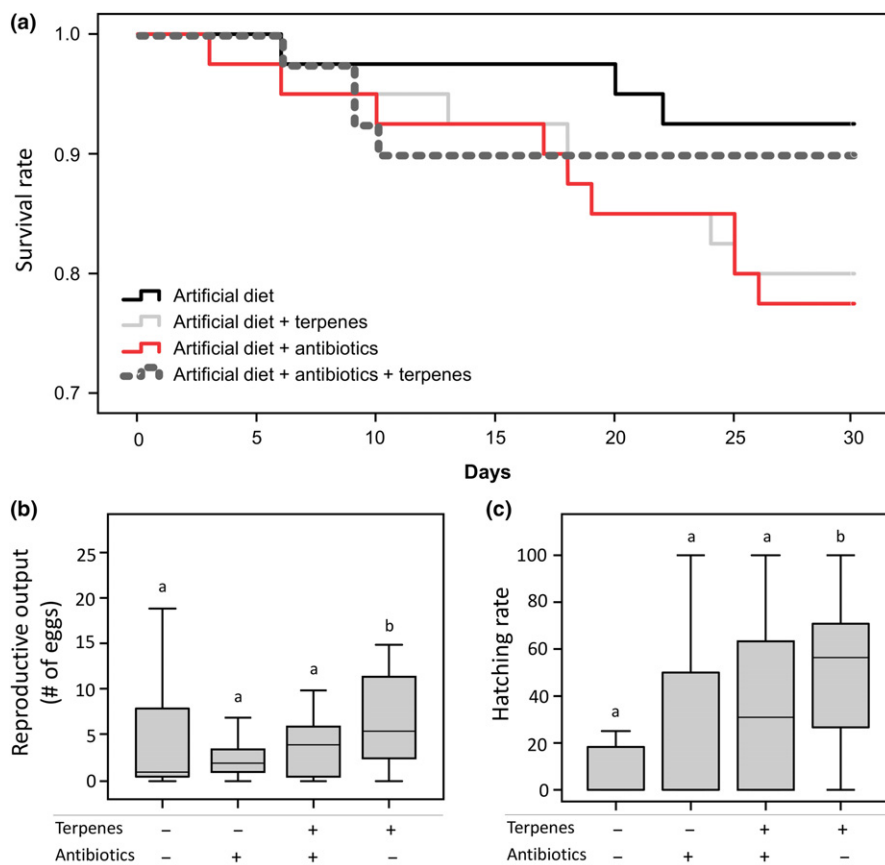 (a)
1.0
0.9
0.8
0.7
Survival rate
Artificial diet
Artificial diet + terpenes
Artificial diet + antibiotics
Artificial diet + antibiotics + terpenes
0 5 10 15 20 25 30
Days
(b)
Reproductive output
(# of eggs)
25
20
15
10
5
0
a a a b
Terpenes – – + +
Antibiotics – + + –
(c)
Hatching rate
100
80
60
40
20
0
a a a b
Terpenes – – + +
Antibiotics – + + –